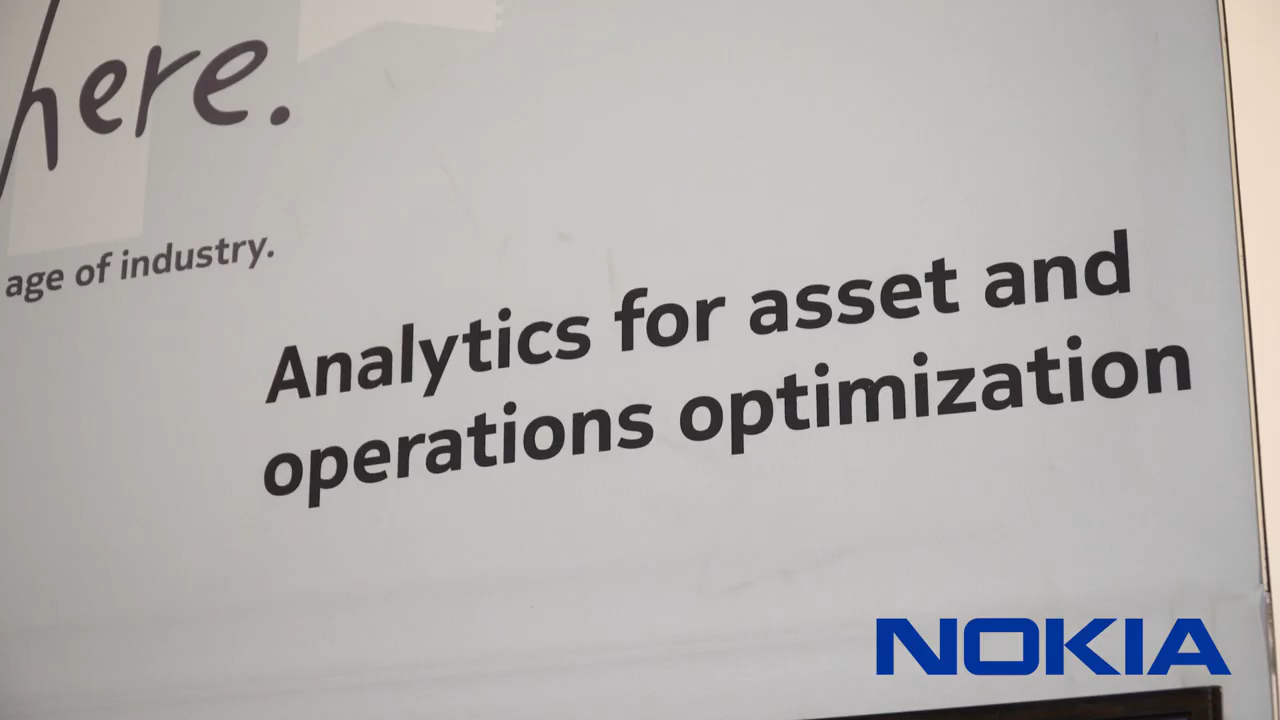 here.
age of industry.
Analytics for asset and
operations optimization
NOKIA